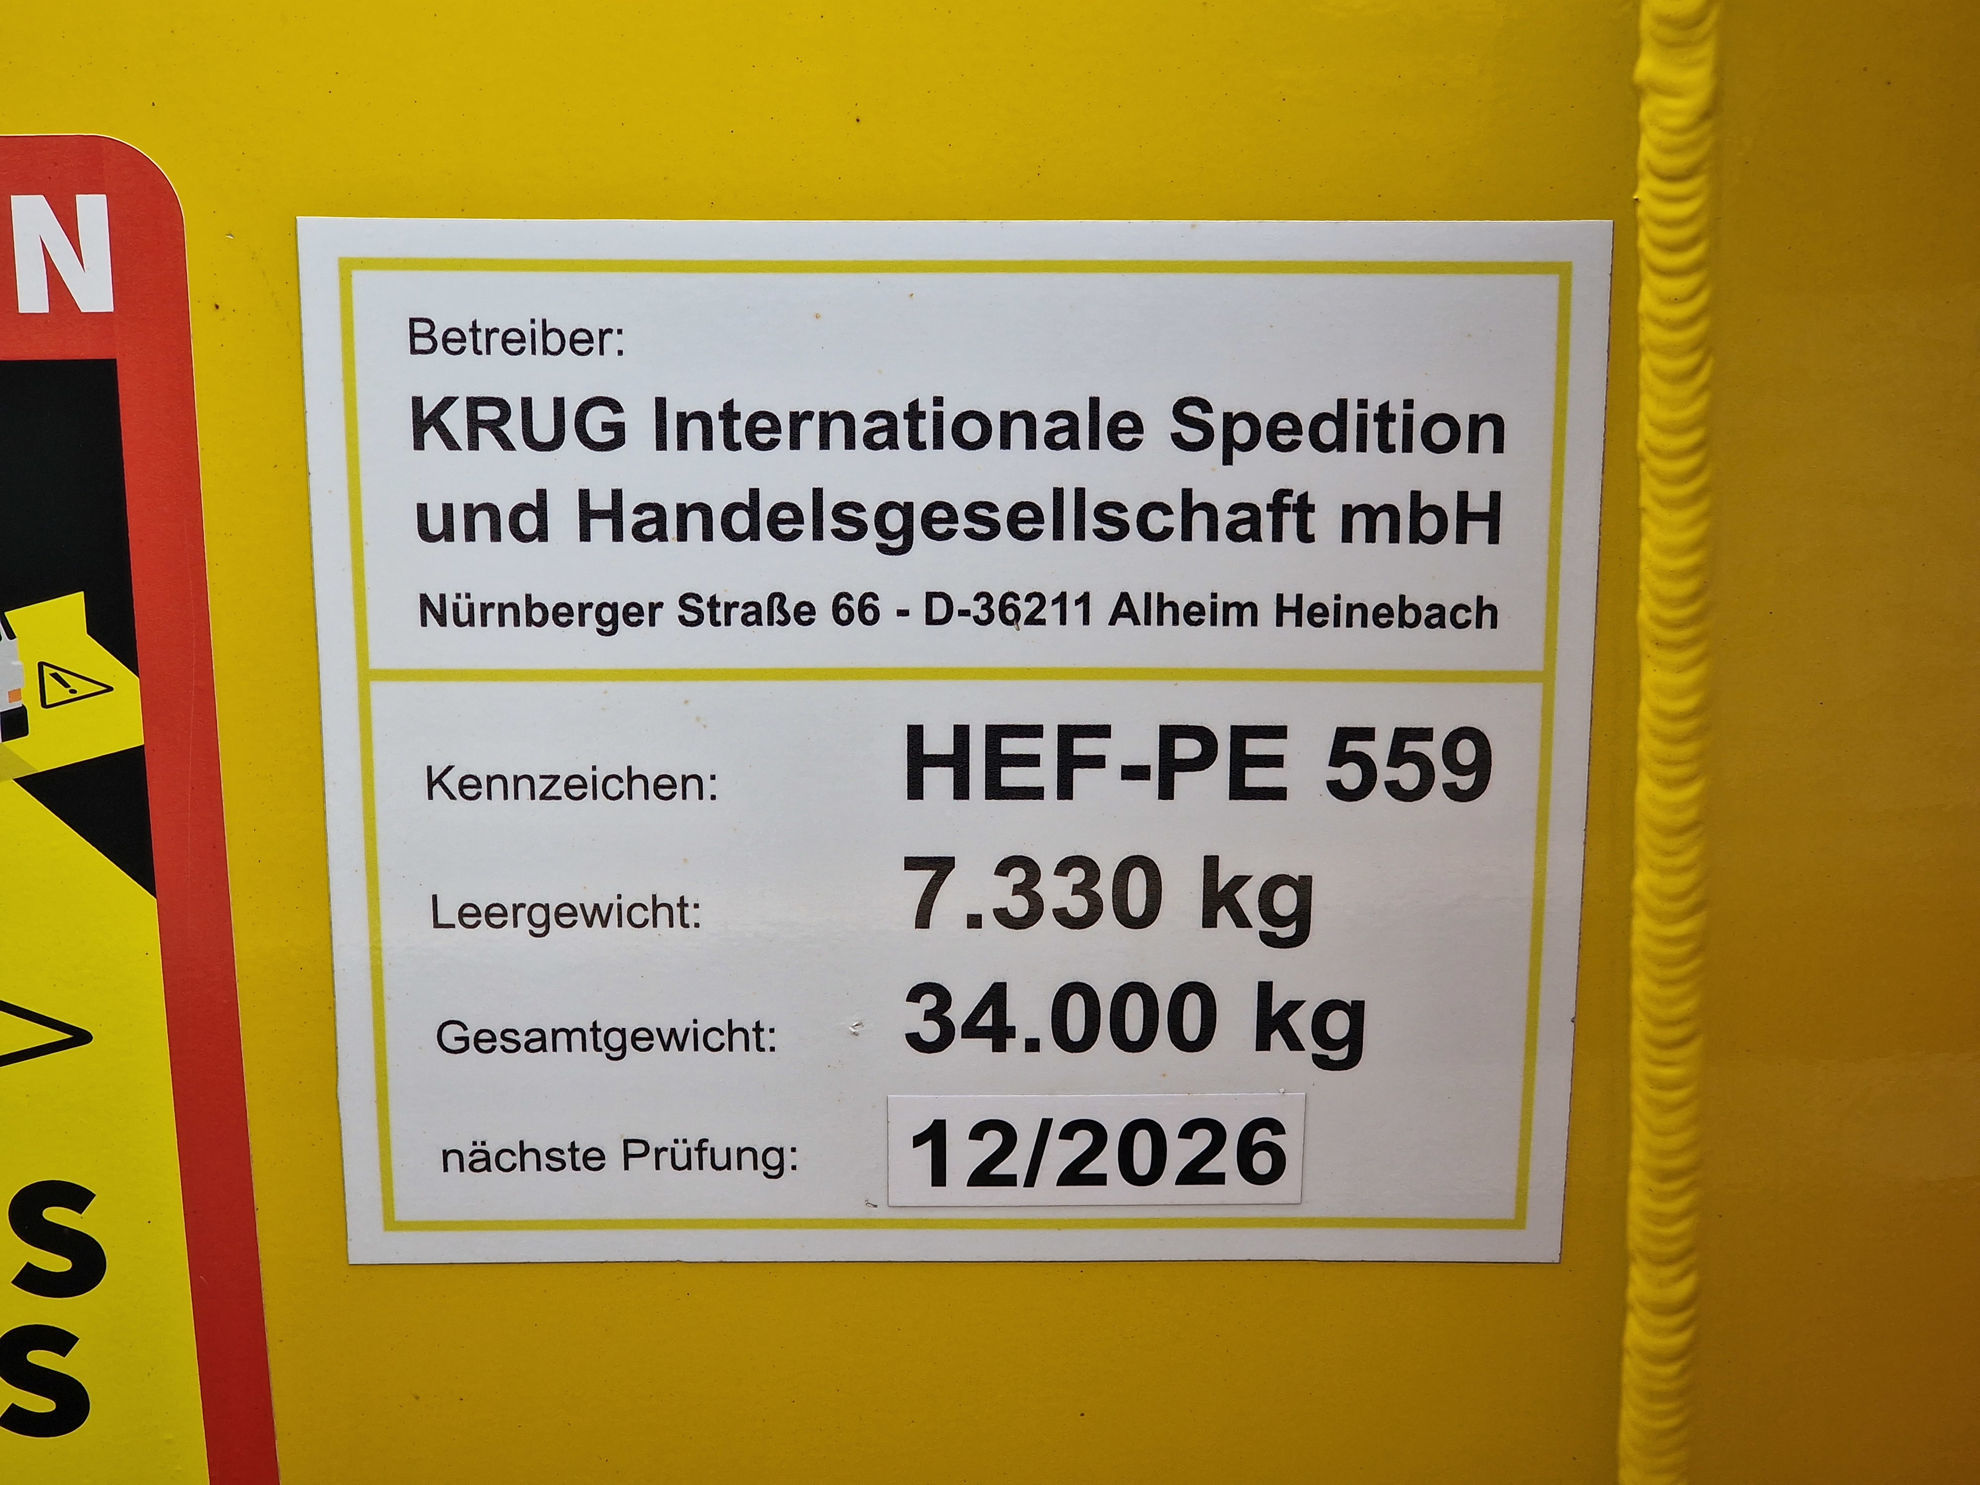 N
Betreiber:
KRUG Internationale Spedition
und Handelsgesellschaft mbH
Nürnberger Straße 66 - D-36211 Alheim Heinebach
Kennzeichen: HEF-PE 559
Leergewicht: 7.330 kg
Gesamtgewicht: 34.000 kg
nächste Prüfung: 12/2026
S
S